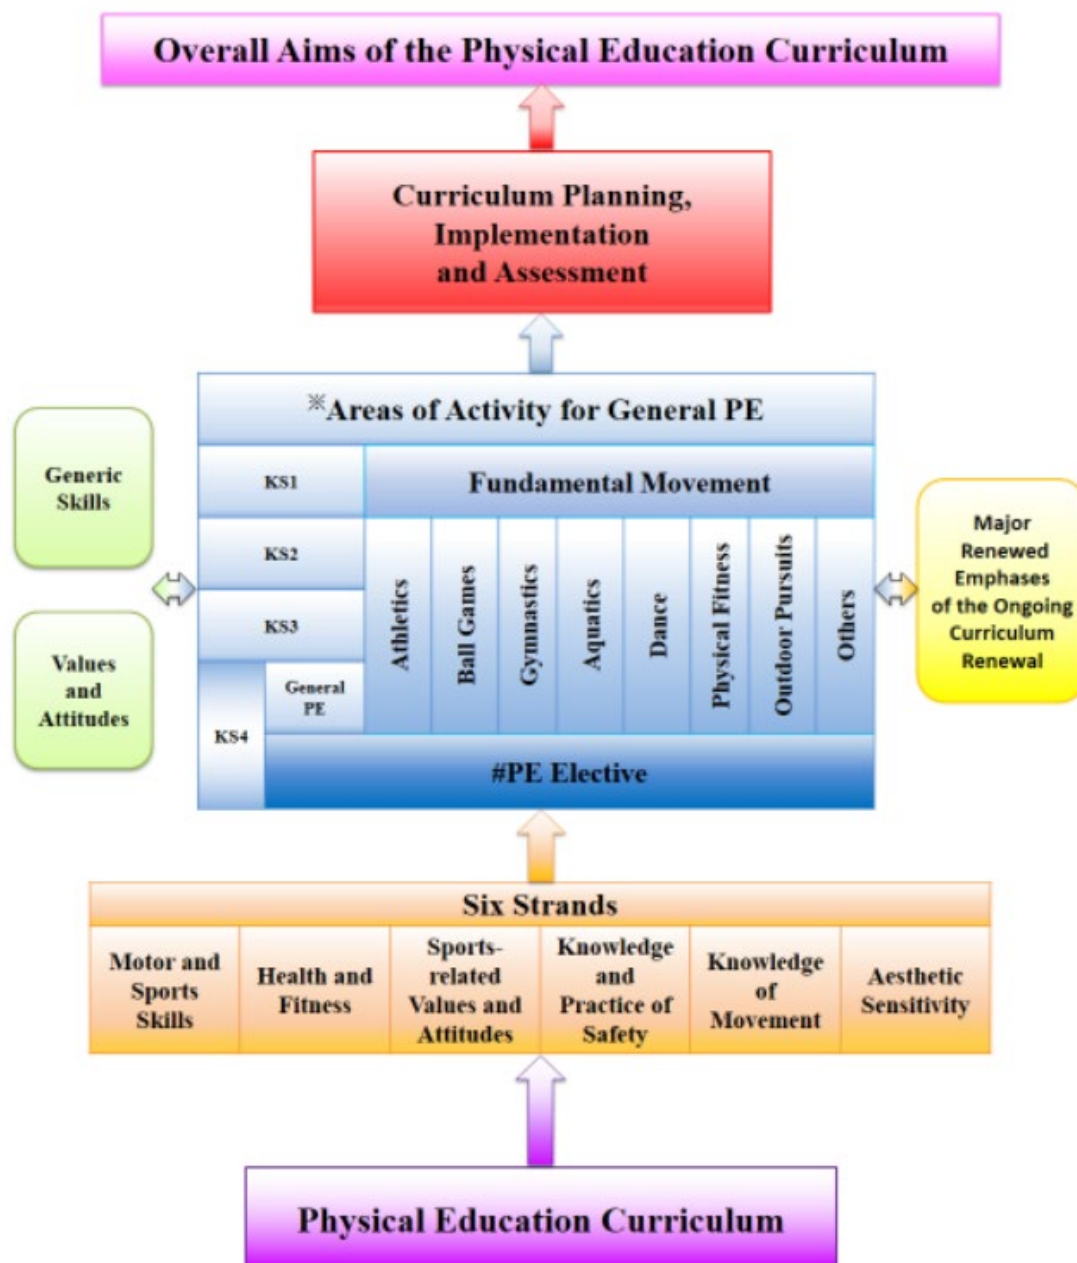 Overall Aims of the Physical Education Curriculum
Curriculum Planning,
Implementation
and Assessment
※Areas of Activity for General PE
Generic
Skills
Values
and
Attitudes
KS1
Fundamental Movement
KS2
KS3
KS4
General
PE
Athletics
Ball Games
Gymnastics
Aquatics
Dance
Physical Fitness
Outdoor Pursuits
Others
#PE Elective
Major
Renewed
Emphases
of the Ongoing
Curriculum
Renewal
Six Strands
Motor and
Sports
Skills
Health and
Fitness
Sports-
related
Values and
Attitudes
Knowledge
and
Practice of
Safety
Knowledge
of
Movement
Aesthetic
Sensitivity
Physical Education Curriculum